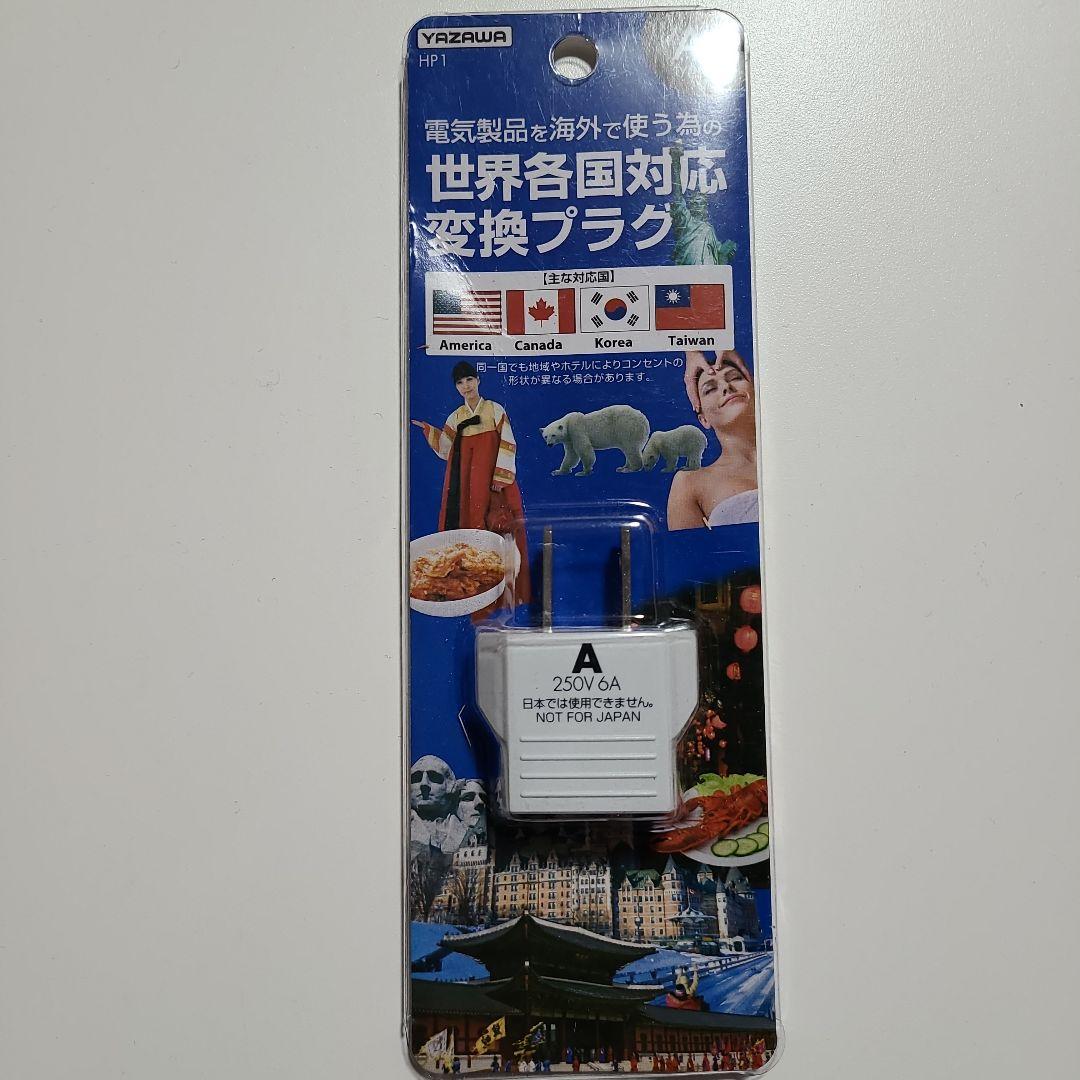 YAZAWA
HP1
A
電気製品を海外で使う為の
世界各国対応
変換プラグ
【主な対応国】
America Canada Korea Taiwan
同一国でも地域やホテルによりコンセントの
形状が異なる場合があります。
A
250V 6A
日本では使用できません。
NOT FOR JAPAN